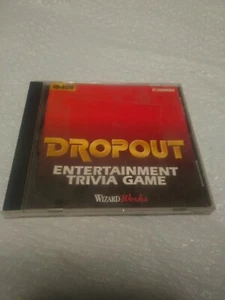 DROPOUT
ENTERTAINMENT
TRIVIA GAME
WIZARDWorks